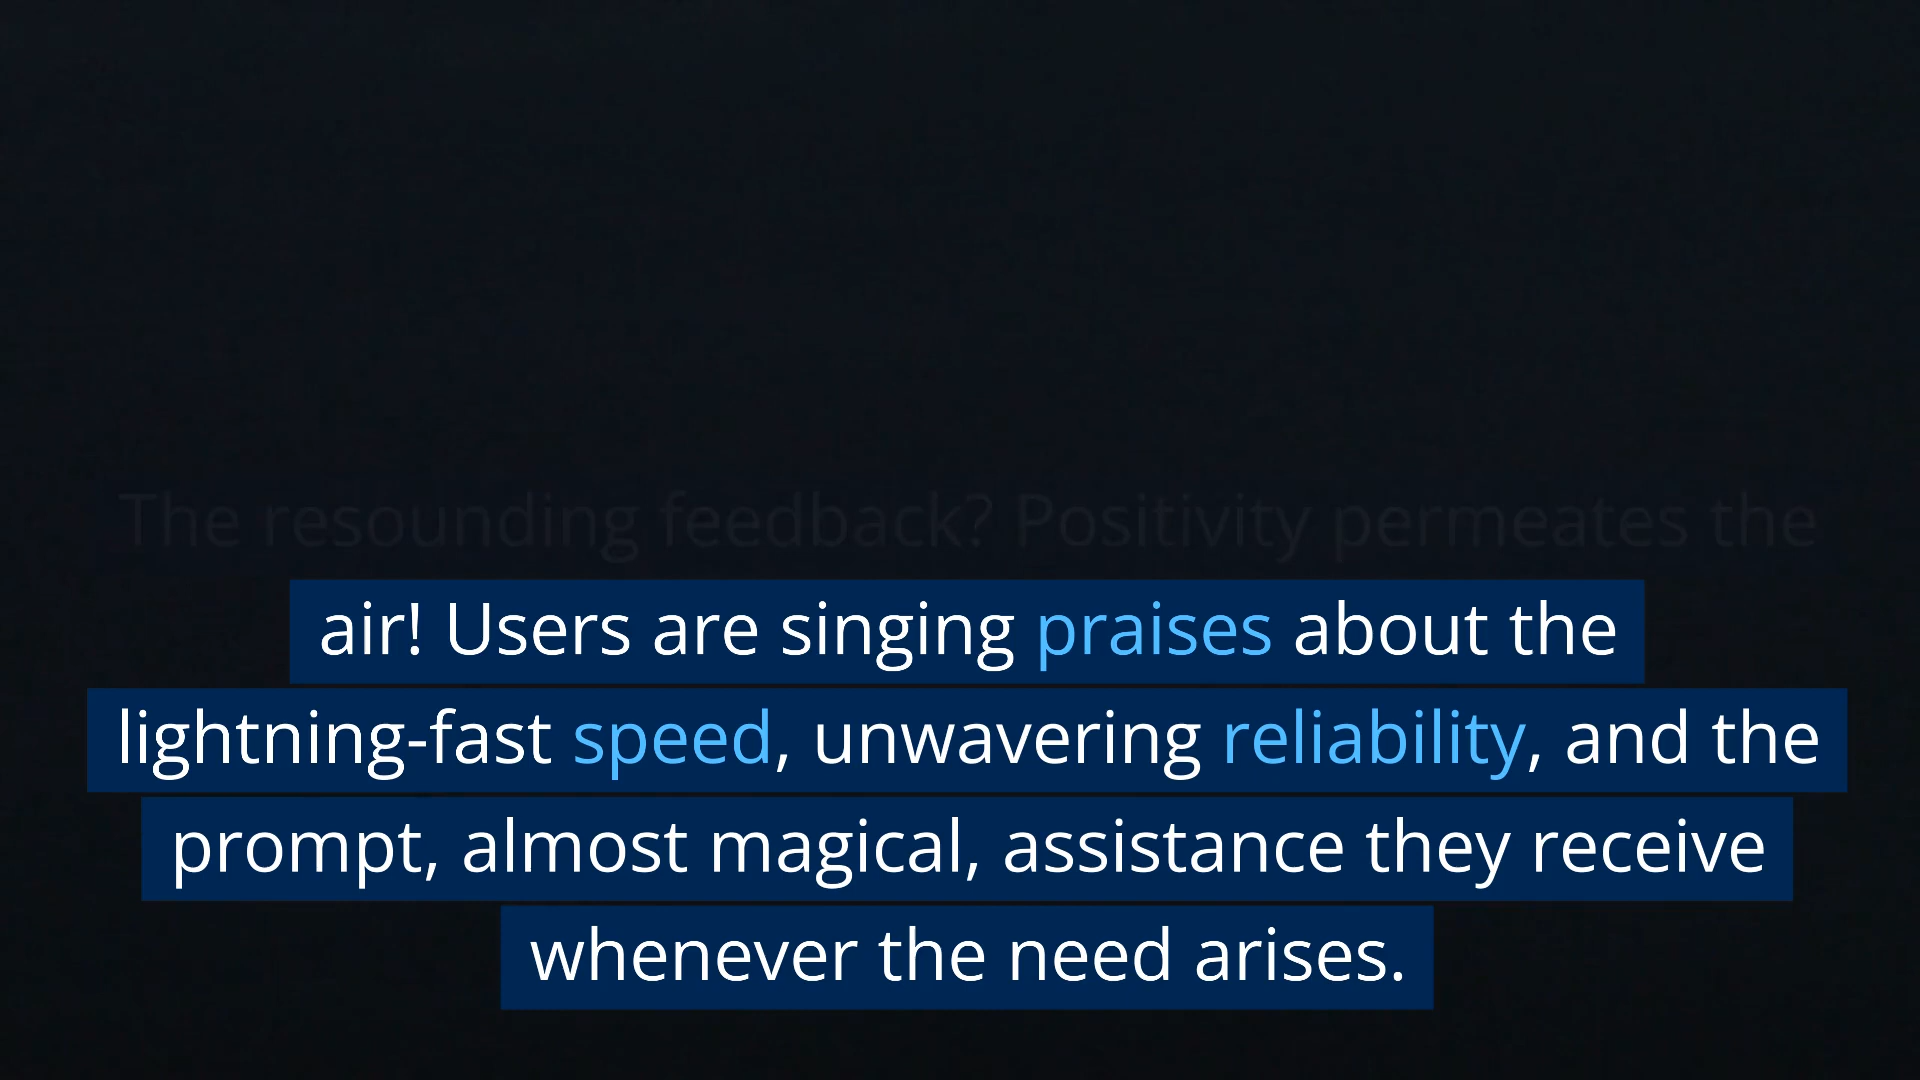 The resounding feedback? Positivity permeates the
air! Users are singing praises about the
lightning-fast speed, unwavering reliability, and the
prompt, almost magical, assistance they receive
whenever the need arises.